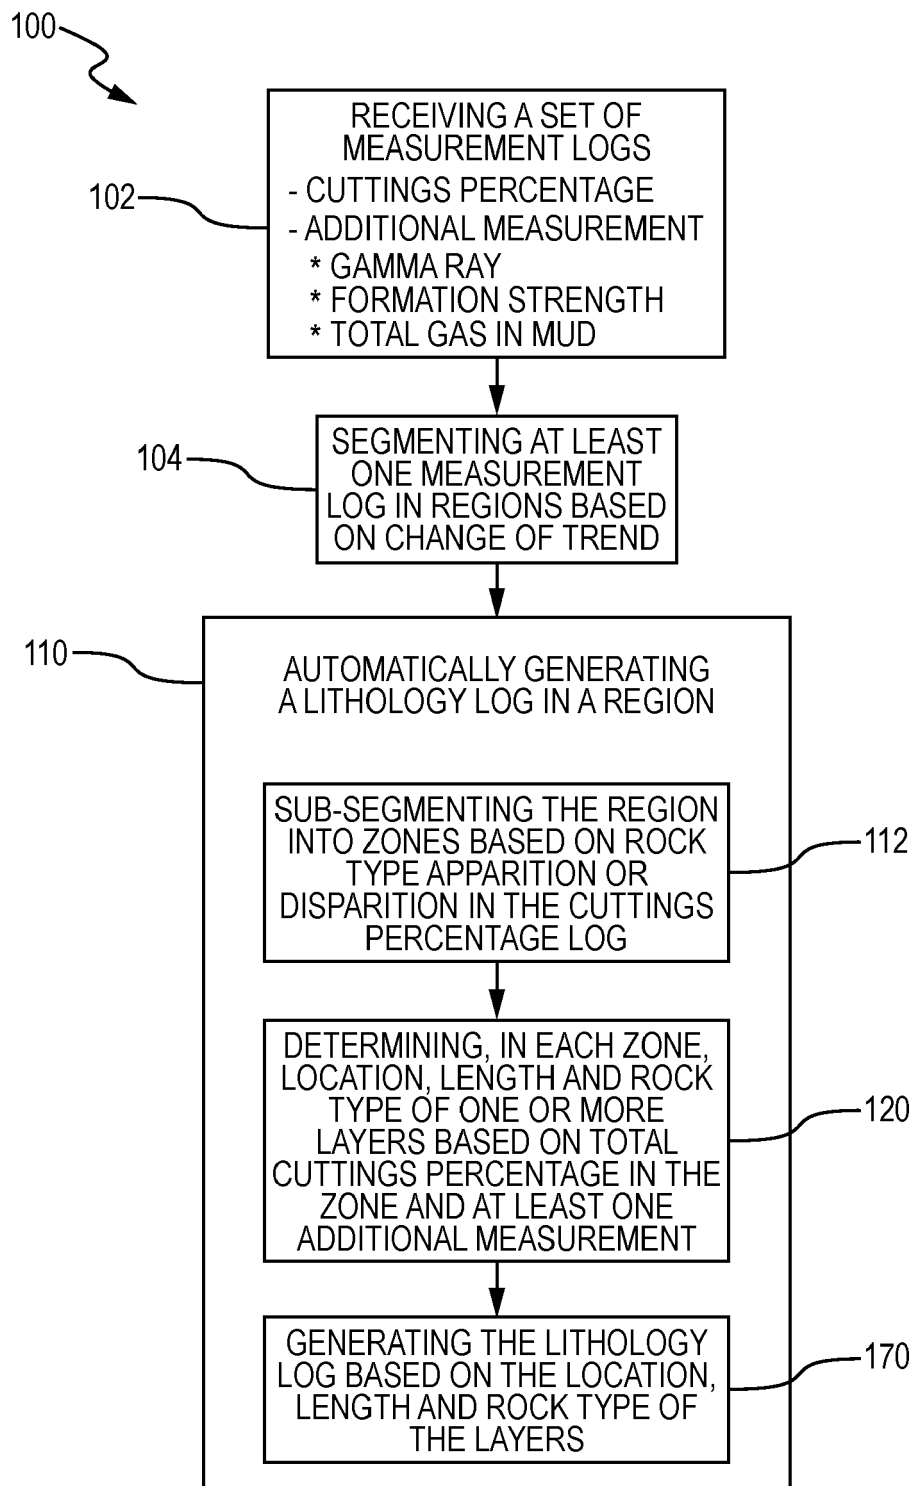 100
RECEIVING A SET OF
MEASUREMENT LOGS
- CUTTINGS PERCENTAGE
- ADDITIONAL MEASUREMENT
* GAMMA RAY
* FORMATION STRENGTH
* TOTAL GAS IN MUD
102
SEGMENTING AT LEAST
ONE MEASUREMENT
LOG IN REGIONS BASED
ON CHANGE OF TREND
104
110
AUTOMATICALLY GENERATING
A LITHOLOGY LOG IN A REGION
SUB-SEGMENTING THE REGION
INTO ZONES BASED ON ROCK
TYPE APPARITION OR
DISPARITION IN THE CUTTINGS
PERCENTAGE LOG
112
DETERMINING, IN EACH ZONE,
LOCATION, LENGTH AND ROCK
TYPE OF ONE OR MORE
LAYERS BASED ON TOTAL
CUTTINGS PERCENTAGE IN THE
ZONE AND AT LEAST ONE
ADDITIONAL MEASUREMENT
120
GENERATING THE LITHOLOGY
LOG BASED ON THE LOCATION,
LENGTH AND ROCK TYPE OF
THE LAYERS
170